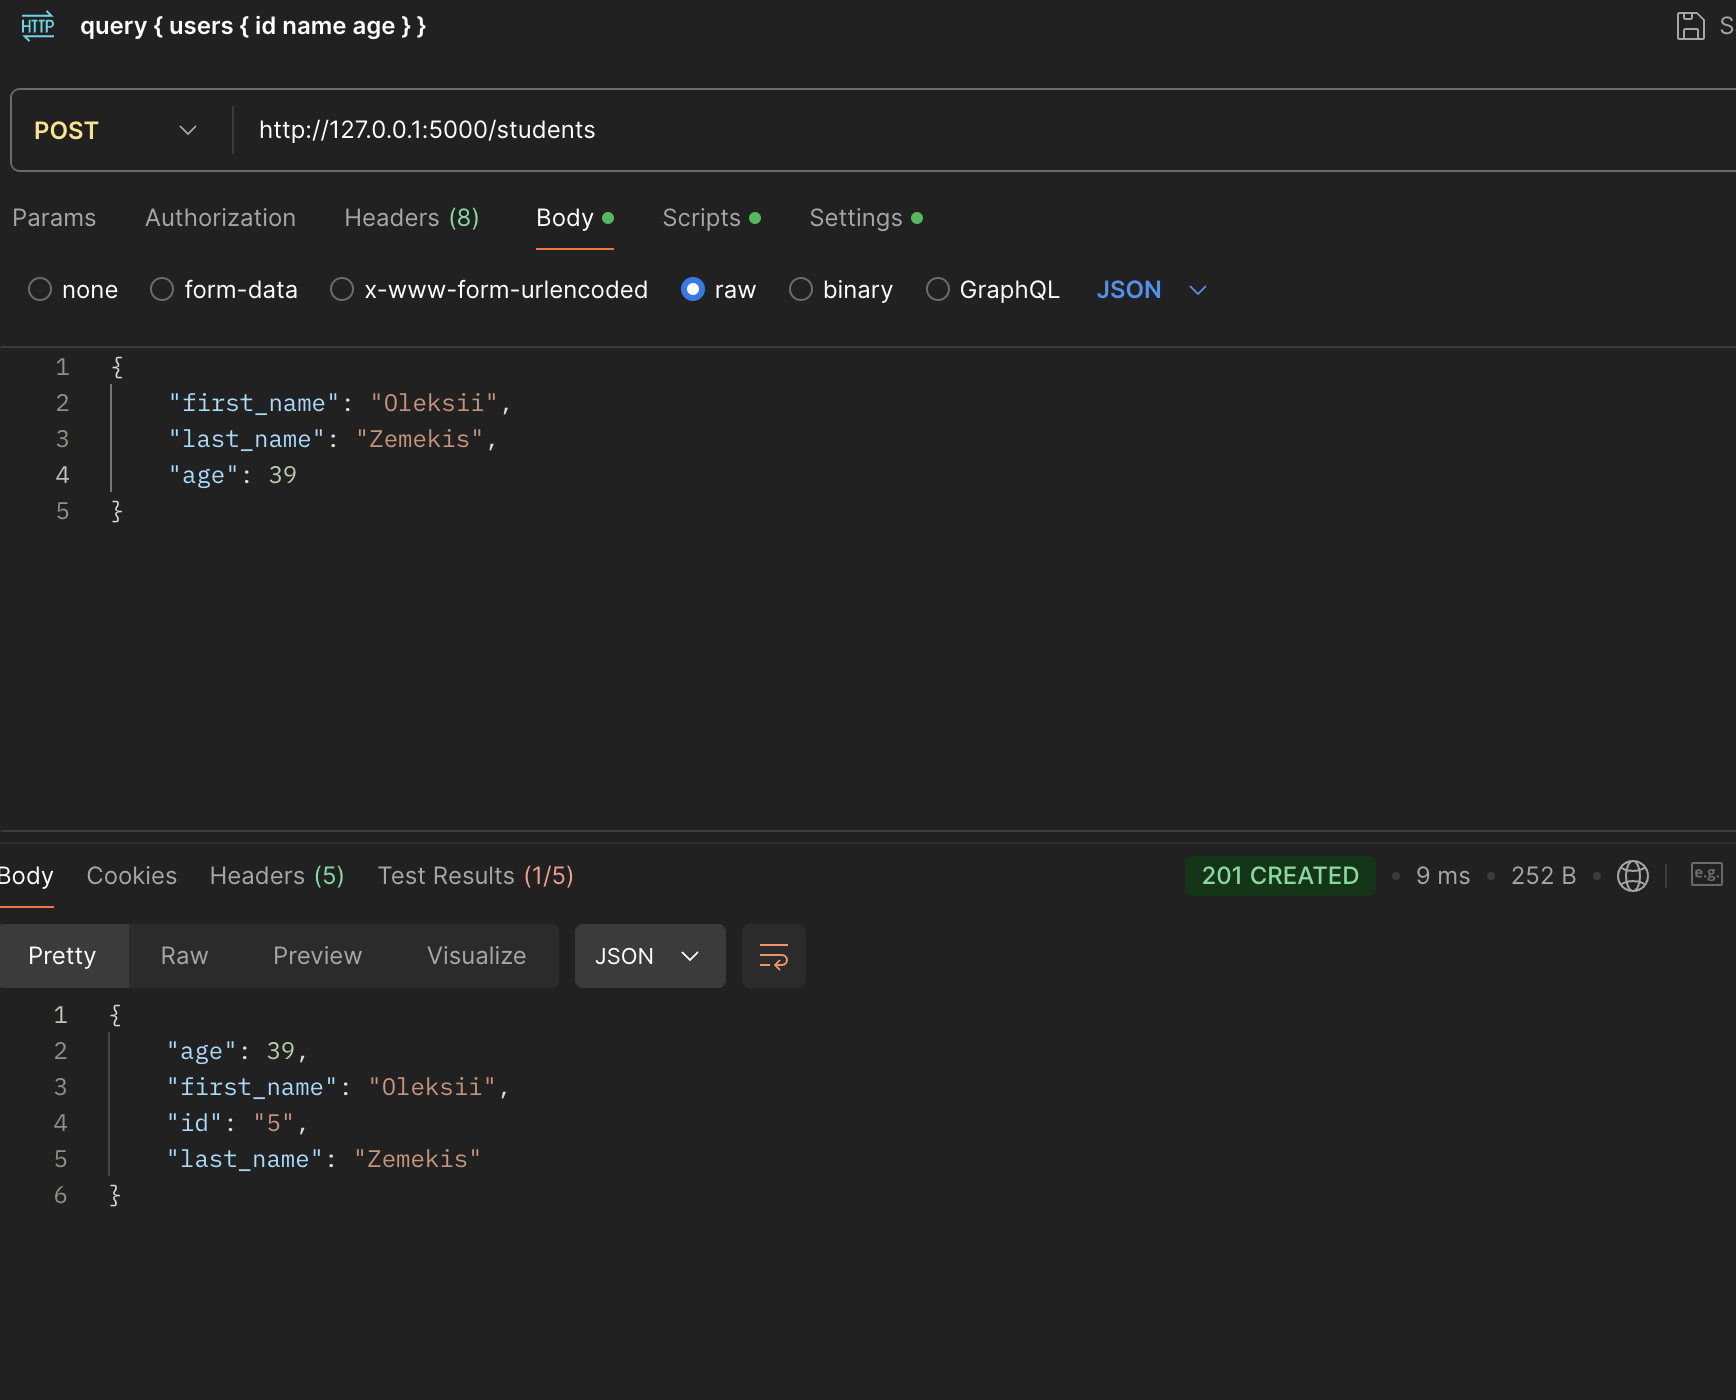 HTTP query { users { id name age } } S
POST http://127.0.0.1:5000/students
Params Authorization Headers (8) Body Scripts Settings
none form-data x-www-form-urlencoded raw binary GraphQL JSON
1 {
2 "first_name": "Oleksii",
3 "last_name": "Zemekis",
4 "age": 39
5 }
Body Cookies Headers (5) Test Results (1/5) 201 CREATED • 9 ms • 252 B • e.g.
Pretty Raw Preview Visualize JSON
1 {
2 "age": 39,
3 "first_name": "Oleksii",
4 "id": "5",
5 "last_name": "Zemekis"
6 }